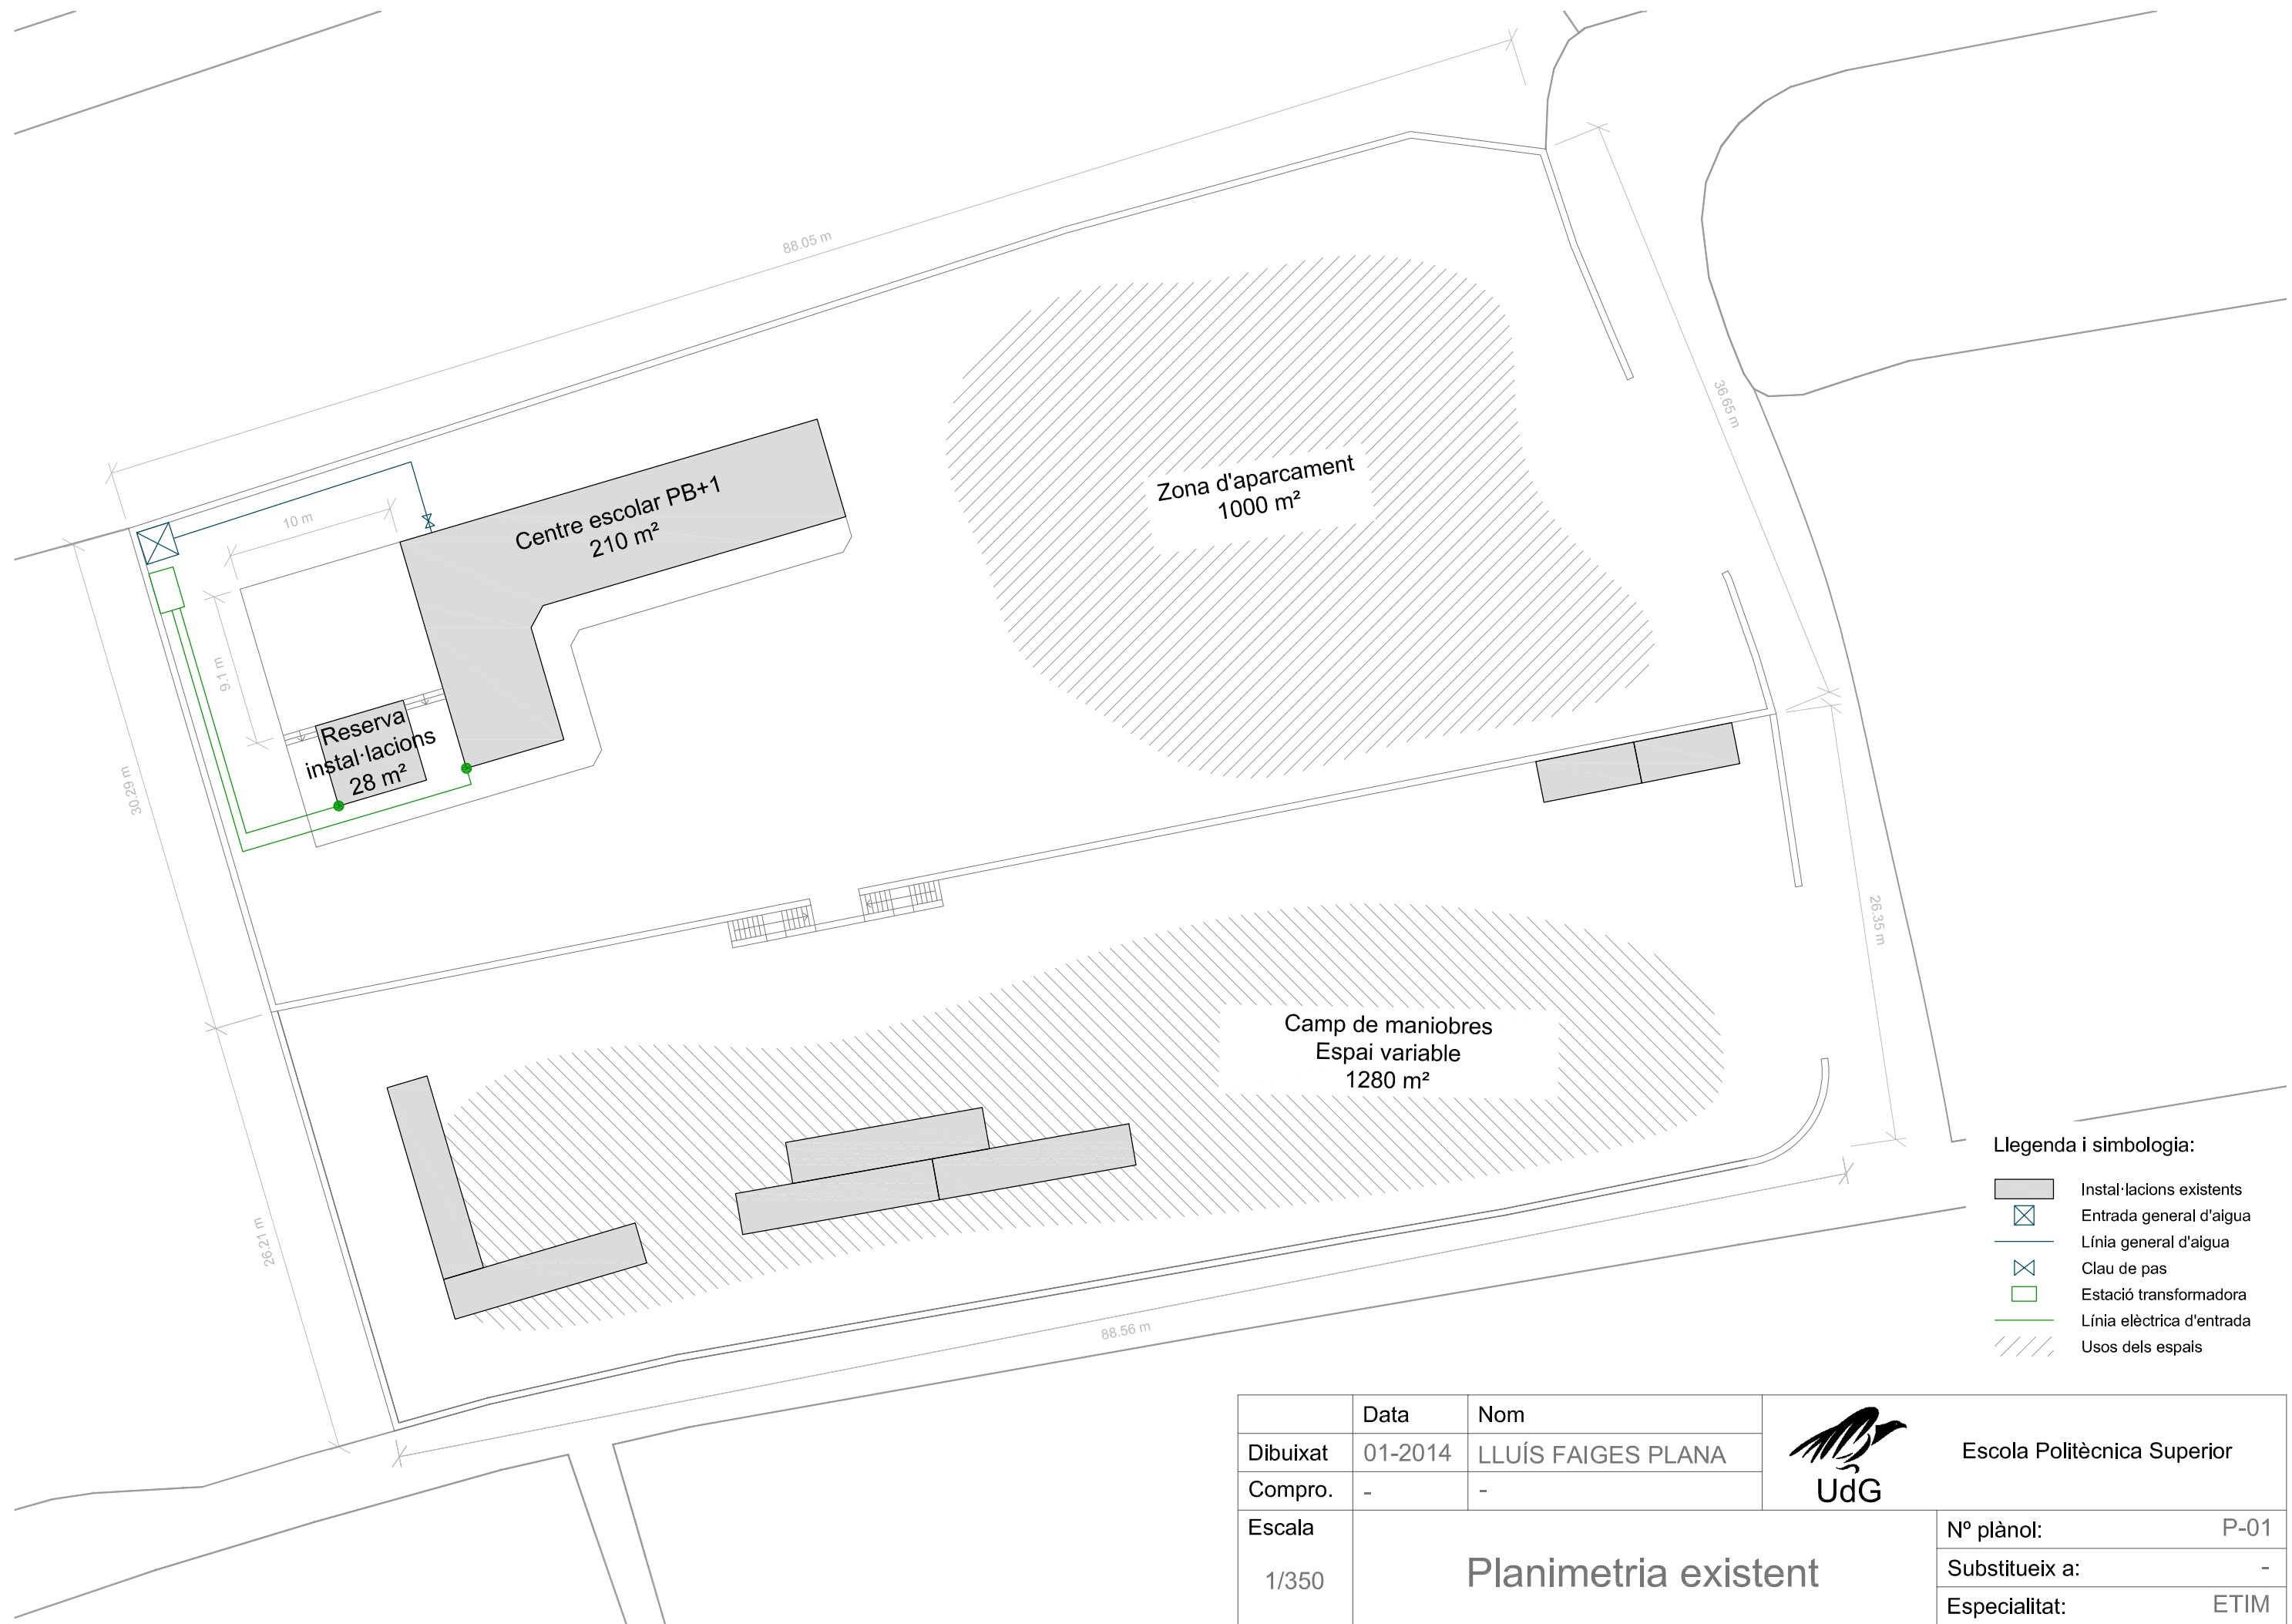 88.05 m
36.65 m
10 m
Centre escolar PB+1
210 m²
Zona d'aparcament
1000 m²
9.1 m
Reserva
instal·lacions
28 m²
30.29 m
26.35 m
Camp de maniobres
Espai variable
1280 m²
26.21 m
88.56 m
Llegenda i simbologia:
Instal·lacions existents
Entrada general d'aigua
Línia general d'aigua
Clau de pas
Estació transformadora
Línia elèctrica d'entrada
Usos dels espais
Data Nom
Dibuixat 01-2014 LLUÍS FAIGES PLANA
Compro. - -
UdG
Escola Politècnica Superior
Escala
1/350
Planimetria existent
Nº plànol: P-01
Substitueix a: -
Especialitat: ETIM